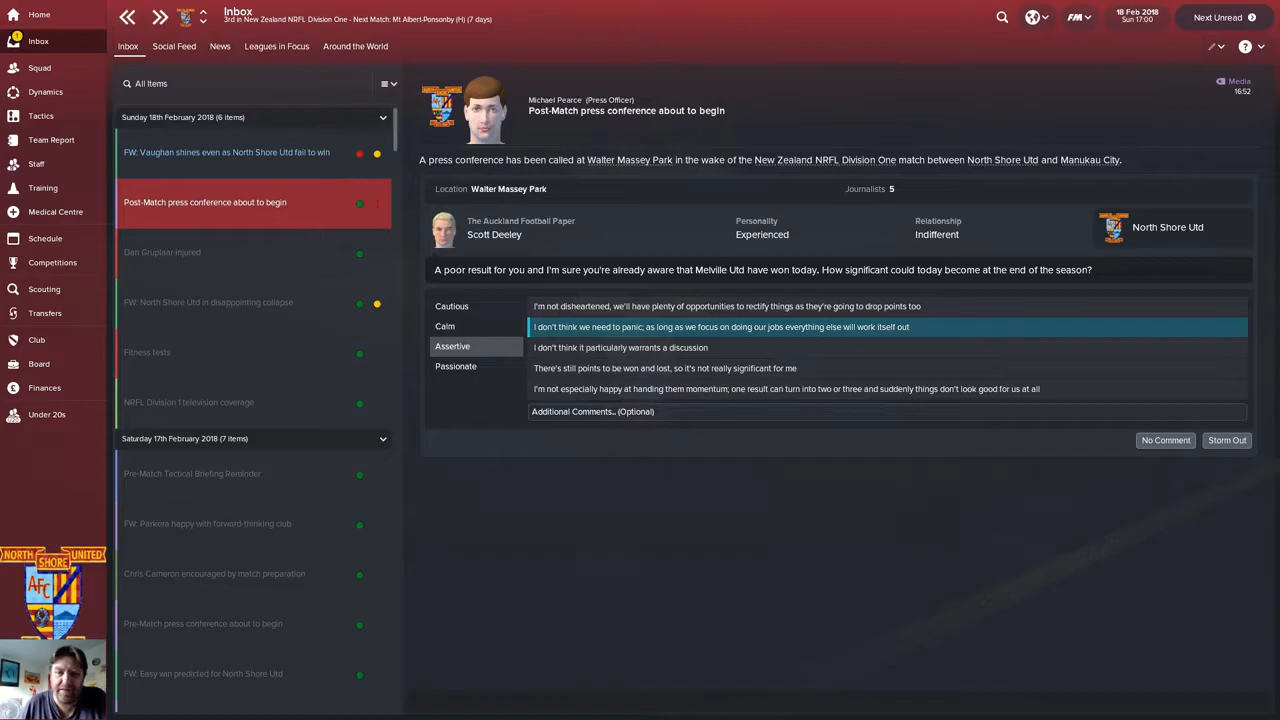 Home
Inbox
Squad
Dynamics
Tactics
Team Report
Staff
Training
Medical Centre
Schedule
Competitions
Scouting
Transfers
Club
Board
Finances
Under 20s
NORTH SHORE UNITED
AFC
Inbox
3rd in New Zealand NRFL Division One - Next Match: Mt Albert-Ponsonby (H) (7 days)
FM
18 Feb 2018
Sun 17:00
Next Unread
Inbox Social Feed News Leagues in Focus Around the World
All Items
Sunday 18th February 2018 (6 items)
FW: Vaughan shines even as North Shore Utd fail to win
Post-Match press conference about to begin
Dan Gruplaar injured
FW: North Shore Utd in disappointing collapse
Fitness tests
NRFL Division 1 television coverage
Saturday 17th February 2018 (7 items)
Pre-Match Tactical Briefing Reminder
FW: Parkera happy with forward-thinking club
Chris Cameron encouraged by match preparation
Pre-Match press conference about to begin
FW: Easy win predicted for North Shore Utd
Michael Pearce (Press Officer)
Post-Match press conference about to begin
Media
16:52
A press conference has been called at Walter Massey Park in the wake of the New Zealand NRFL Division One match between North Shore Utd and Manukau City.
Location Walter Massey Park Journalists 5
The Auckland Football Paper
Scott Deeley
Personality
Experienced
Relationship
Indifferent
North Shore Utd
A poor result for you and I'm sure you're already aware that Melville Utd have won today. How significant could today become at the end of the season?
Cautious
Calm
Assertive
Passionate
I'm not disheartened, we'll have plenty of opportunities to rectify things as they're going to drop points too
I don't think we need to panic; as long as we focus on doing our jobs everything else will work itself out
I don't think it particularly warrants a discussion
There's still points to be won and lost, so it's not really significant for me
I'm not especially happy at handing them momentum; one result can turn into two or three and suddenly things don't look good for us at all
Additional Comments... (Optional)
No Comment Storm Out